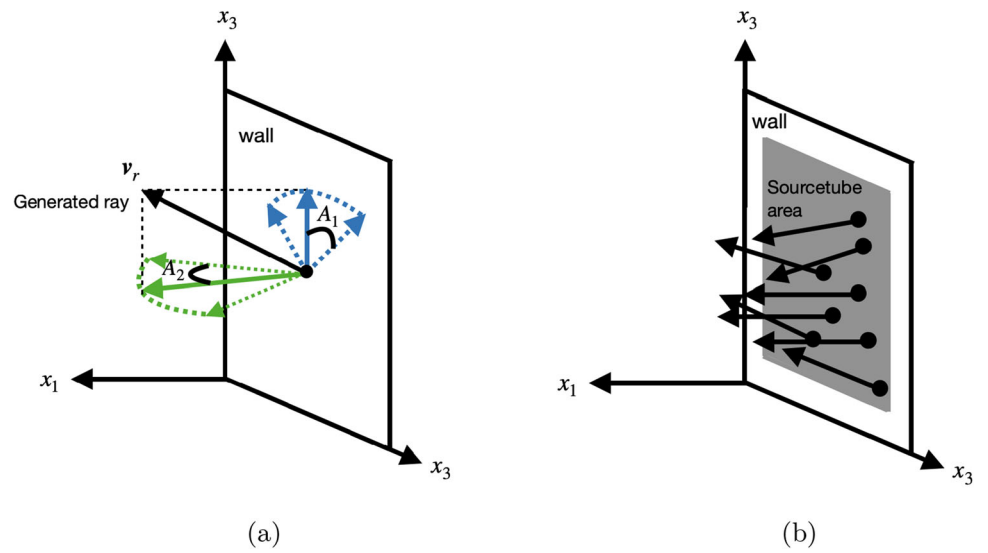 x₃
wall
vᵣ
Generated ray
A₁
A₂
x₁
x₃
(a)
x₃
wall
Sourcetube
area
x₁
x₃
(b)